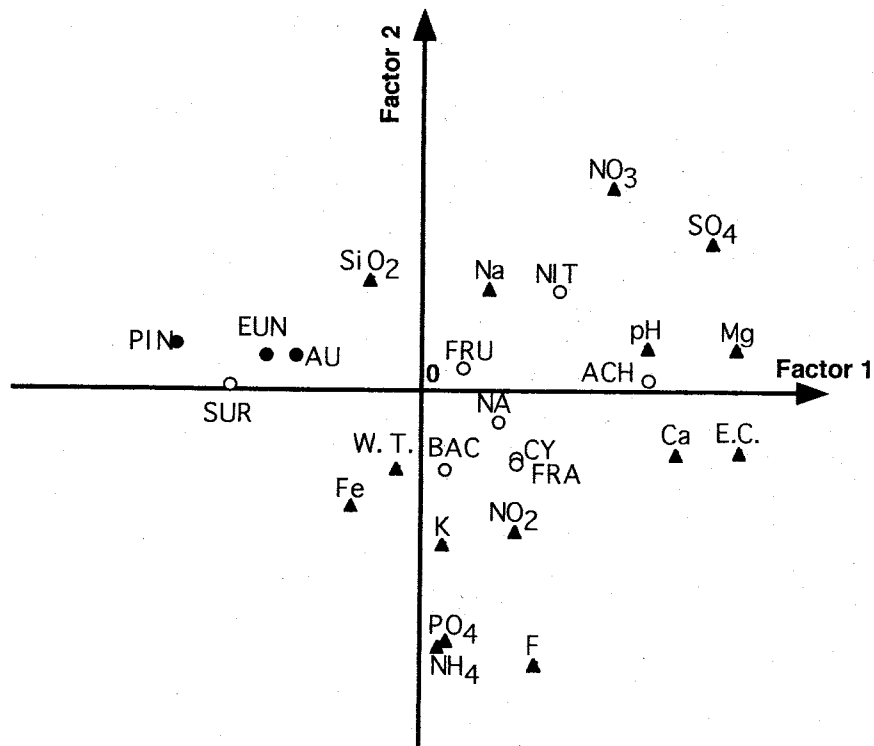 Factor 2
NO3
SO4
SiO2
Na
NIT
PIN
EUN
AU
FRU
pH
Mg
ACH
0
Factor 1
SUR
NA
W. T.
BAC
CY
FRA
Ca
E.C.
Fe
K
NO2
PO4
NH4
F